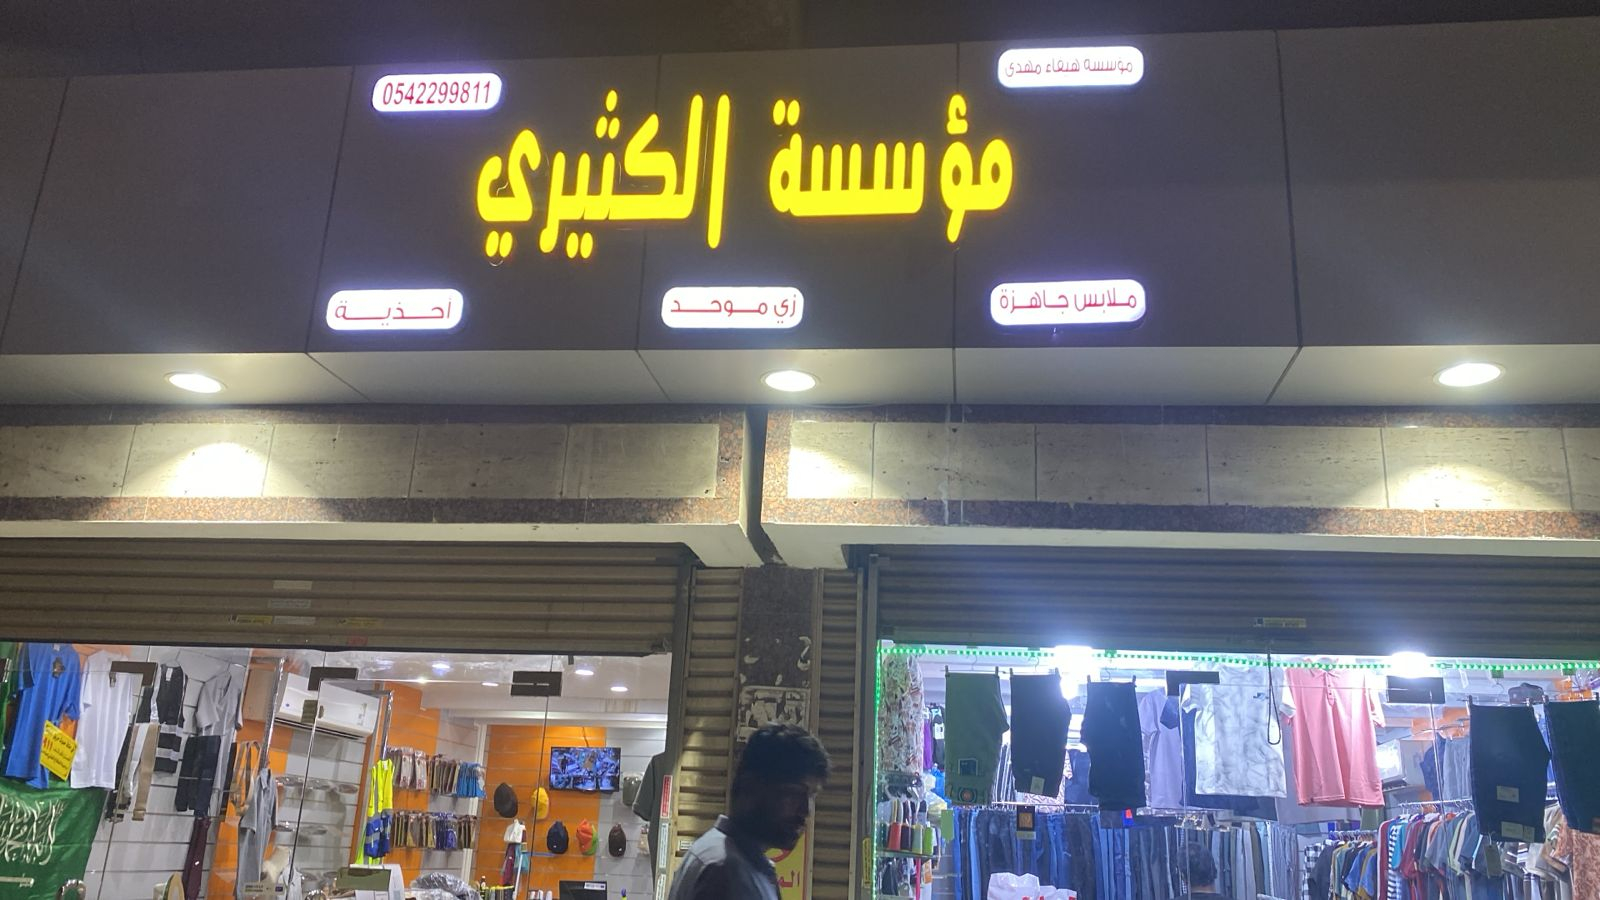 مؤسسة هيفاء مهدي
0542299811
مؤسسة الكثيري
ملابس جاهزة
زي موحد
أحذية